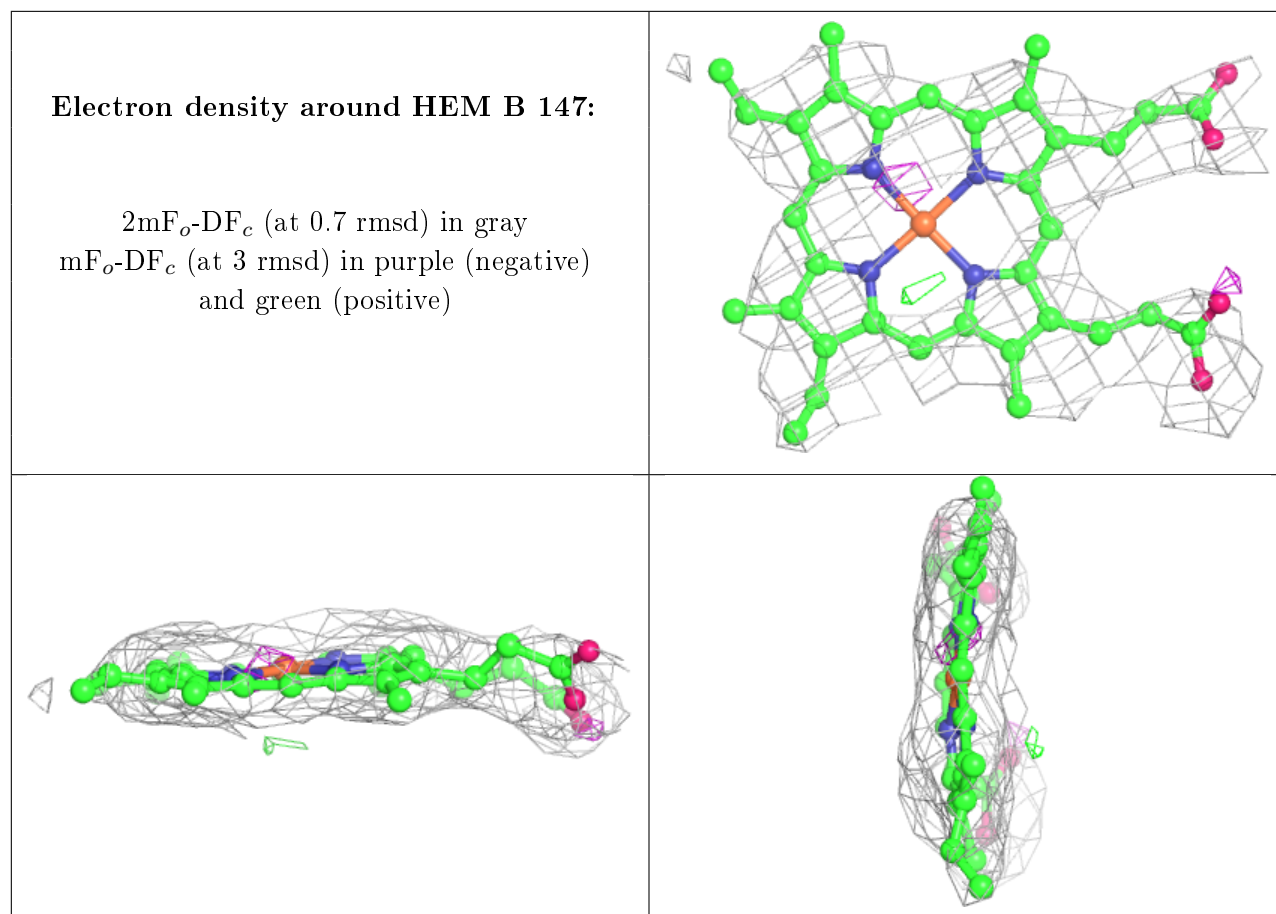 Electron density around HEM B 147:
2mFo-DFc (at 0.7 rmsd) in gray
mFo-DFc (at 3 rmsd) in purple (negative)
and green (positive)